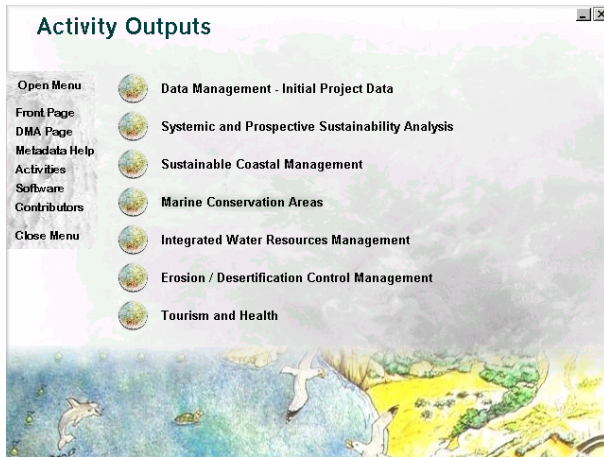 Activity Outputs
Open Menu
Front Page
DMA Page
Metadata Help
Activities
Software
Contributors
Close Menu
Data Management - Initial Project Data
Systemic and Prospective Sustainability Analysis
Sustainable Coastal Management
Marine Conservation Areas
Integrated Water Resources Management
Erosion / Desertification Control Management
Tourism and Health